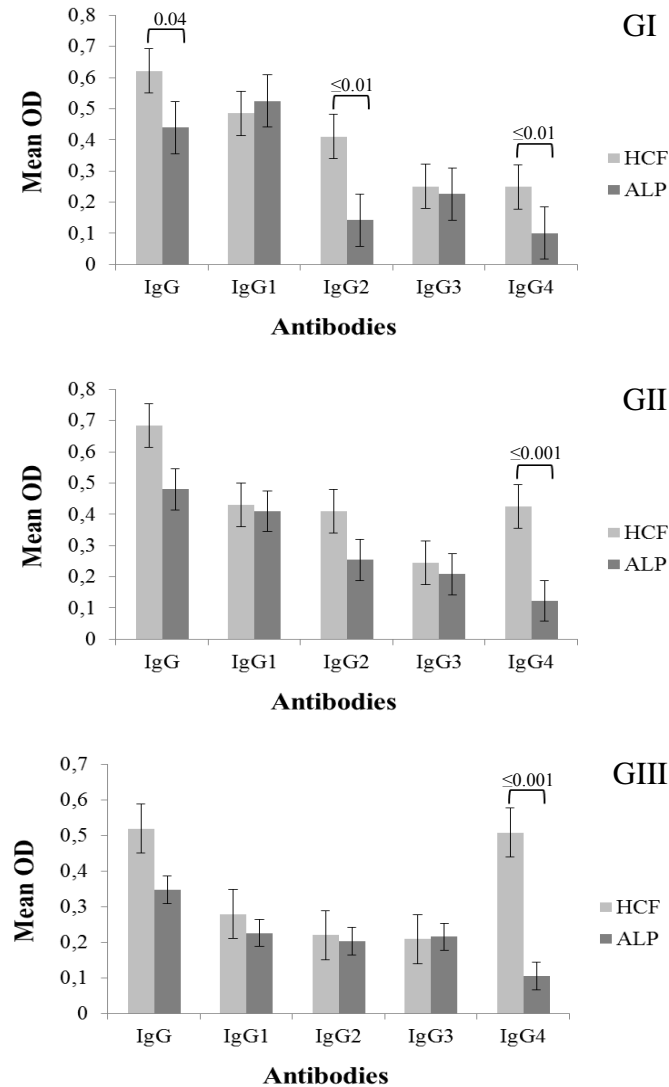 GI
0.04
≤0.01
≤0.01
Mean OD
0,8
0,7
0,6
0,5
0,4
0,3
0,2
0,1
0
HCF
ALP
IgG IgG1 IgG2 IgG3 IgG4
Antibodies
GII
≤0.001
Mean OD
0,8
0,7
0,6
0,5
0,4
0,3
0,2
0,1
0
HCF
ALP
IgG IgG1 IgG2 IgG3 IgG4
Antibodies
GIII
≤0.001
Mean OD
0,7
0,6
0,5
0,4
0,3
0,2
0,1
0
HCF
ALP
IgG IgG1 IgG2 IgG3 IgG4
Antibodies